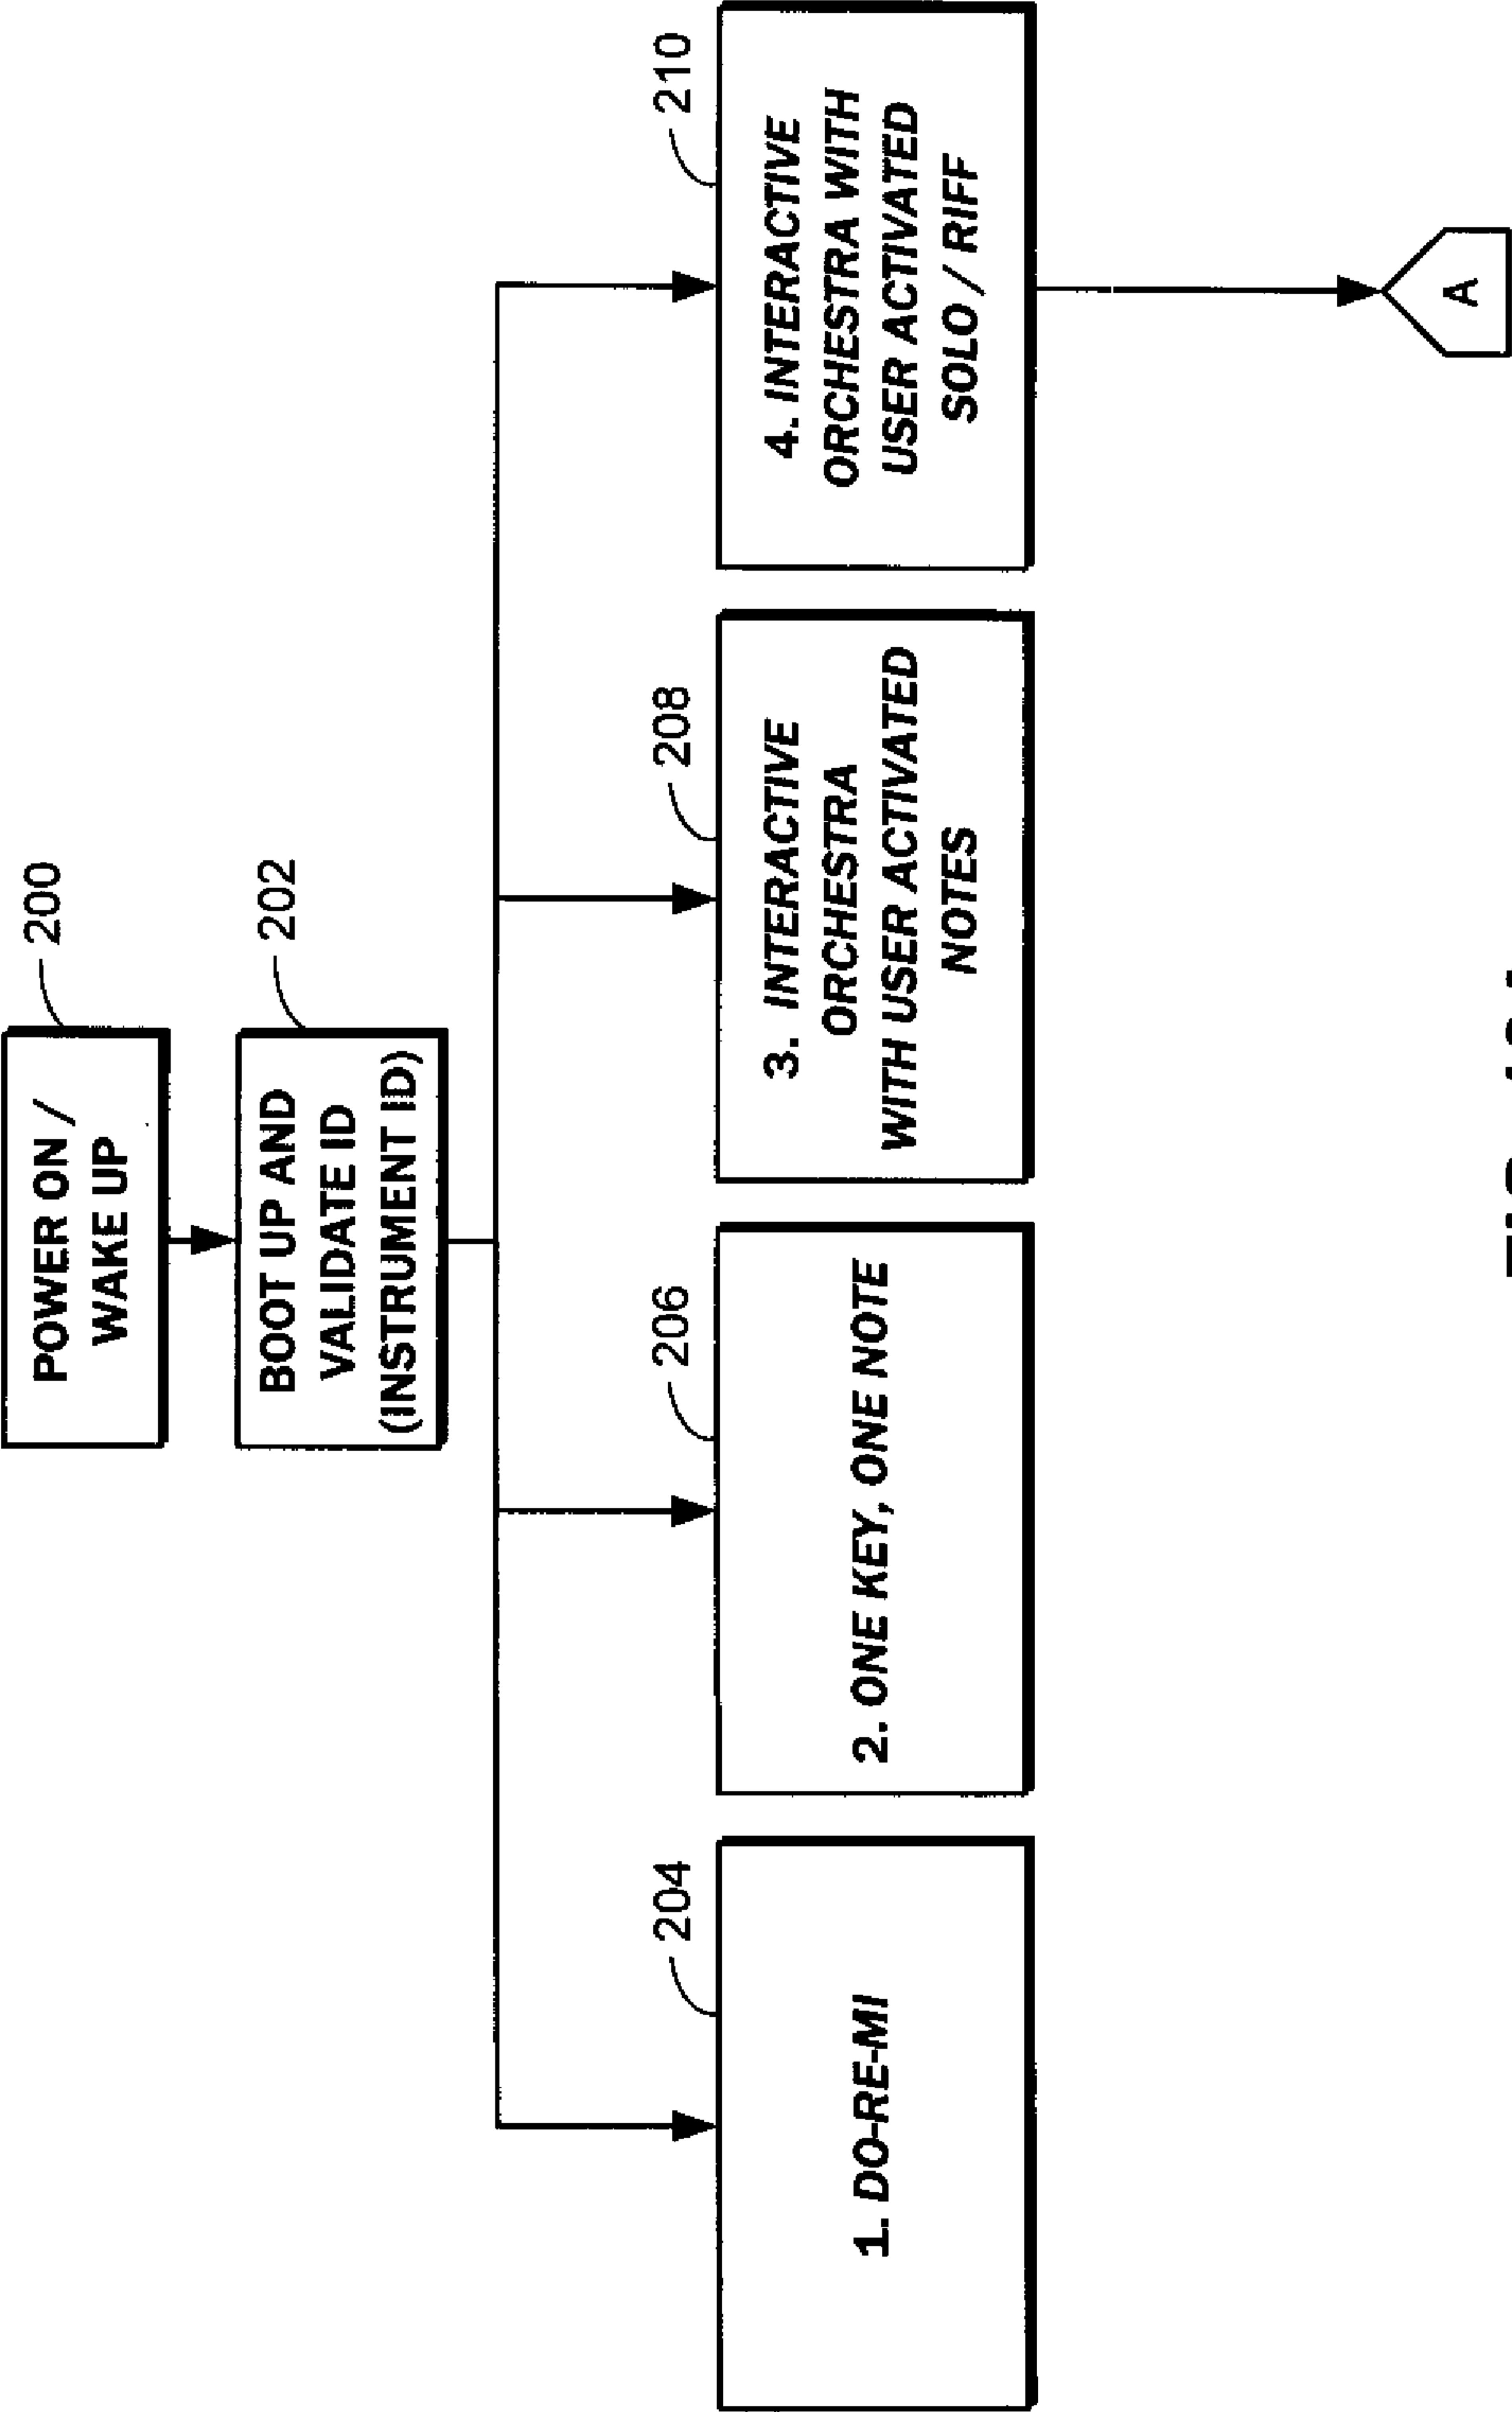 200
POWER ON /
WAKE UP
202
BOOT UP AND
VALIDATE ID
(INSTRUMENT ID)
204
1. DO-RE-MI
206
2. ONE KEY, ONE NOTE
208
3. INTERACTIVE
ORCHESTRA
WITH USER ACTIVATED
NOTES
210
4. INTERACTIVE
ORCHESTRA WITH
USER ACTIVATED
SOLO / RIFF
A